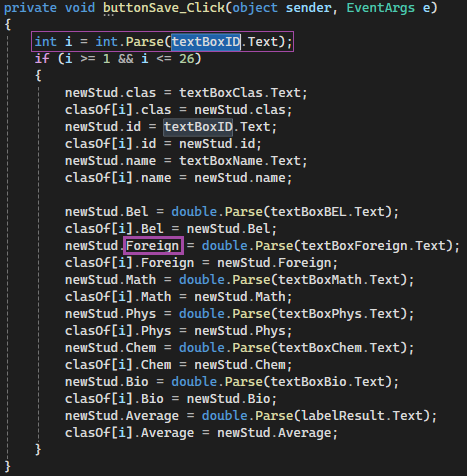 private void buttonSave_Click(object sender, EventArgs e)
{
int i = int.Parse(textBoxID.Text);
if (i >= 1 && i <= 26)
{
newStud.clas = textBoxClas.Text;
clasOf[i].clas = newStud.clas;
newStud.id = textBoxID.Text;
clasOf[i].id = newStud.id;
newStud.name = textBoxName.Text;
clasOf[i].name = newStud.name;
newStud.Bel = double.Parse(textBoxBEL.Text);
clasOf[i].Bel = newStud.Bel;
newStud.Foreign = double.Parse(textBoxForeign.Text);
clasOf[i].Foreign = newStud.Foreign;
newStud.Math = double.Parse(textBoxMath.Text);
clasOf[i].Math = newStud.Math;
newStud.Phys = double.Parse(textBoxPhys.Text);
clasOf[i].Phys = newStud.Phys;
newStud.Chem = double.Parse(textBoxChem.Text);
clasOf[i].Chem = newStud.Chem;
newStud.Bio = double.Parse(textBoxBio.Text);
clasOf[i].Bio = newStud.Bio;
newStud.Average = double.Parse(labelResult.Text);
clasOf[i].Average = newStud.Average;
}
}